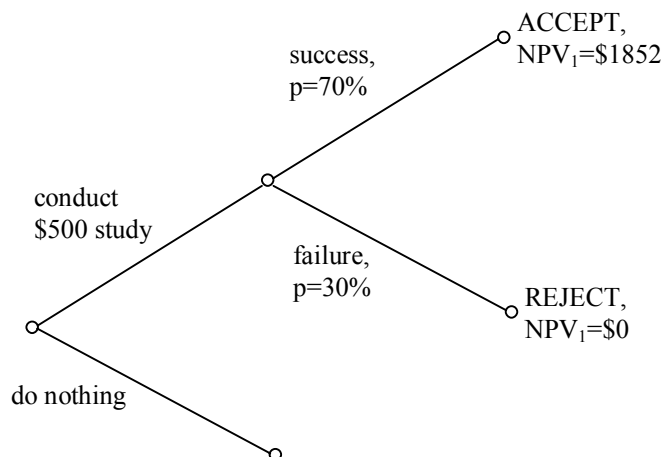 ACCEPT,
NPV₁=$1852
success,
p=70%
conduct
$500 study
failure,
p=30%
REJECT,
NPV₁=$0
do nothing